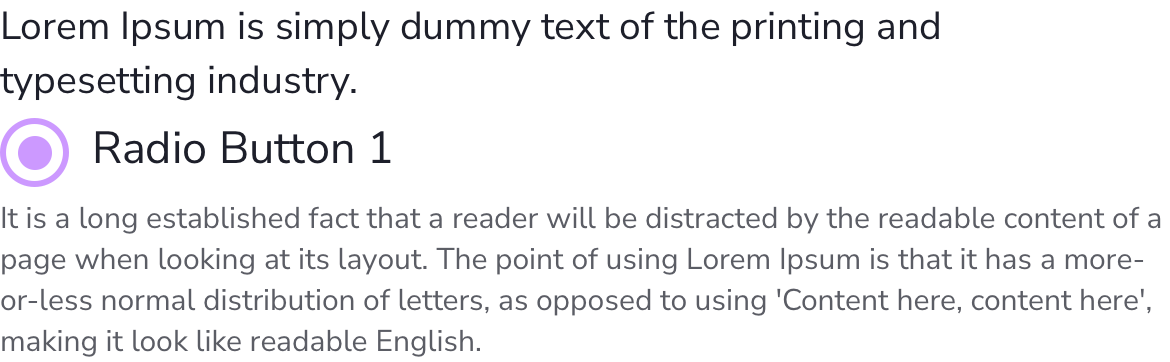 Lorem Ipsum is simply dummy text of the printing and
typesetting industry.
Radio Button 1
It is a long established fact that a reader will be distracted by the readable content of a
page when looking at its layout. The point of using Lorem Ipsum is that it has a more-
or-less normal distribution of letters, as opposed to using 'Content here, content here',
making it look like readable English.